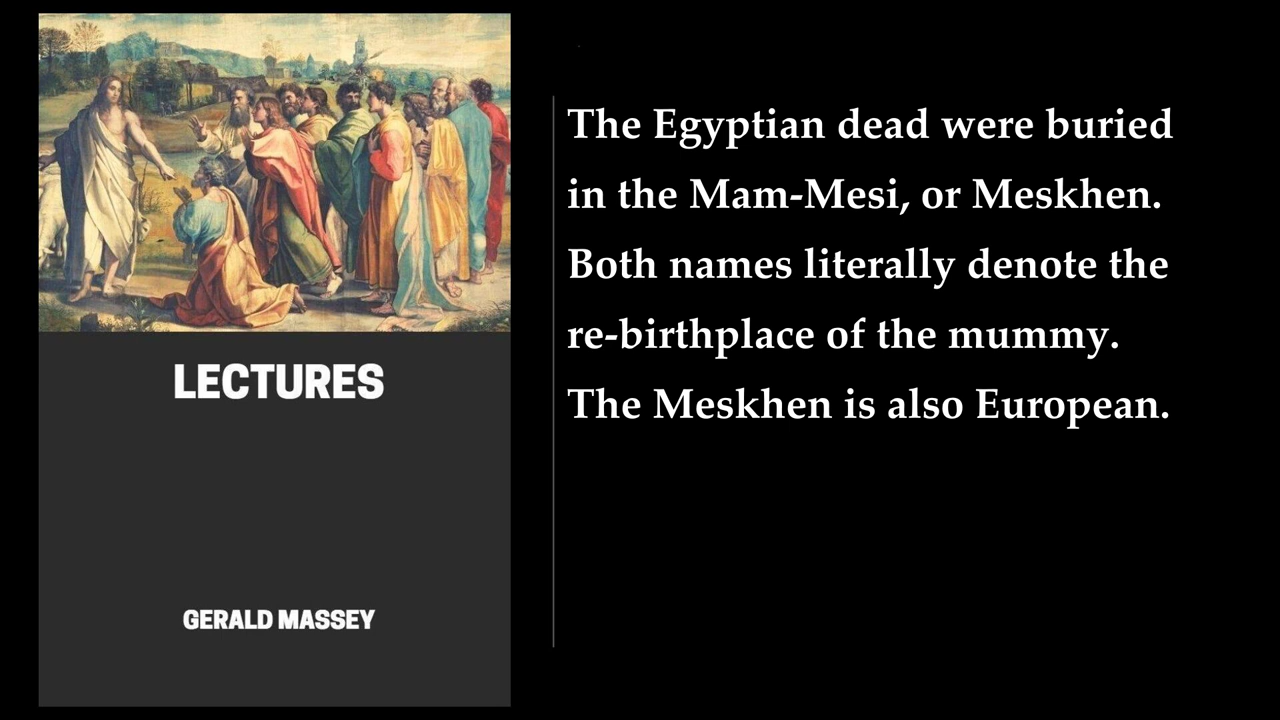 LECTURES
GERALD MASSEY
The Egyptian dead were buried
in the Mam-Mesi, or Meskhen.
Both names literally denote the
re-birthplace of the mummy.
The Meskhen is also European.